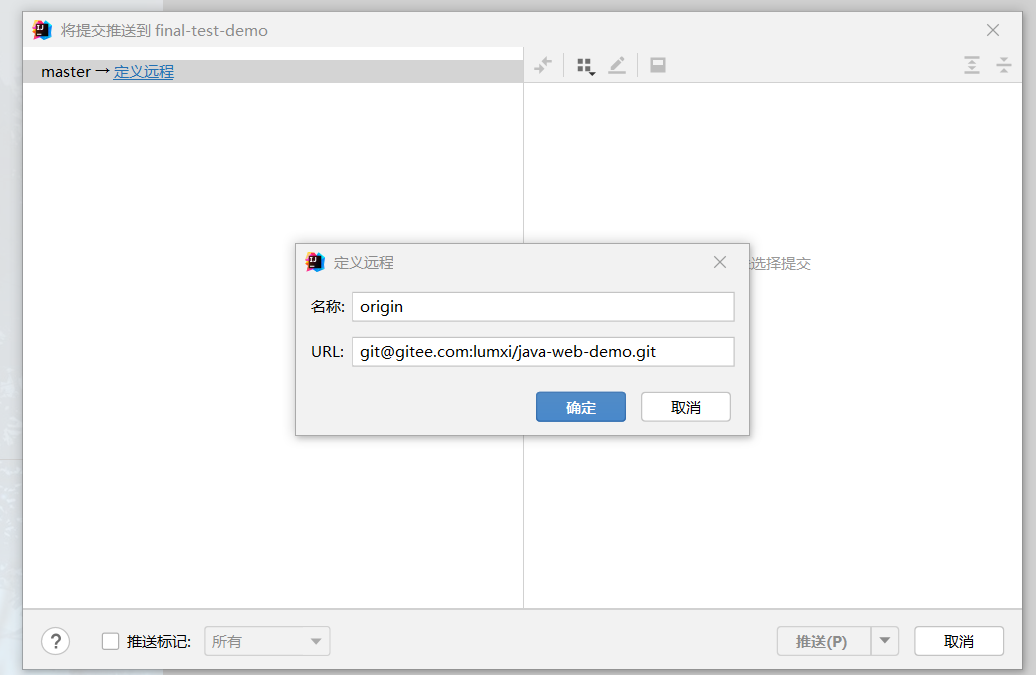 将提交推送到 final-test-demo
master → 定义远程
选择提交
定义远程
名称: origin
URL: git@gitee.com:lumxi/java-web-demo.git
确定 取消
? 推送标记: 所有 推送(P) 取消